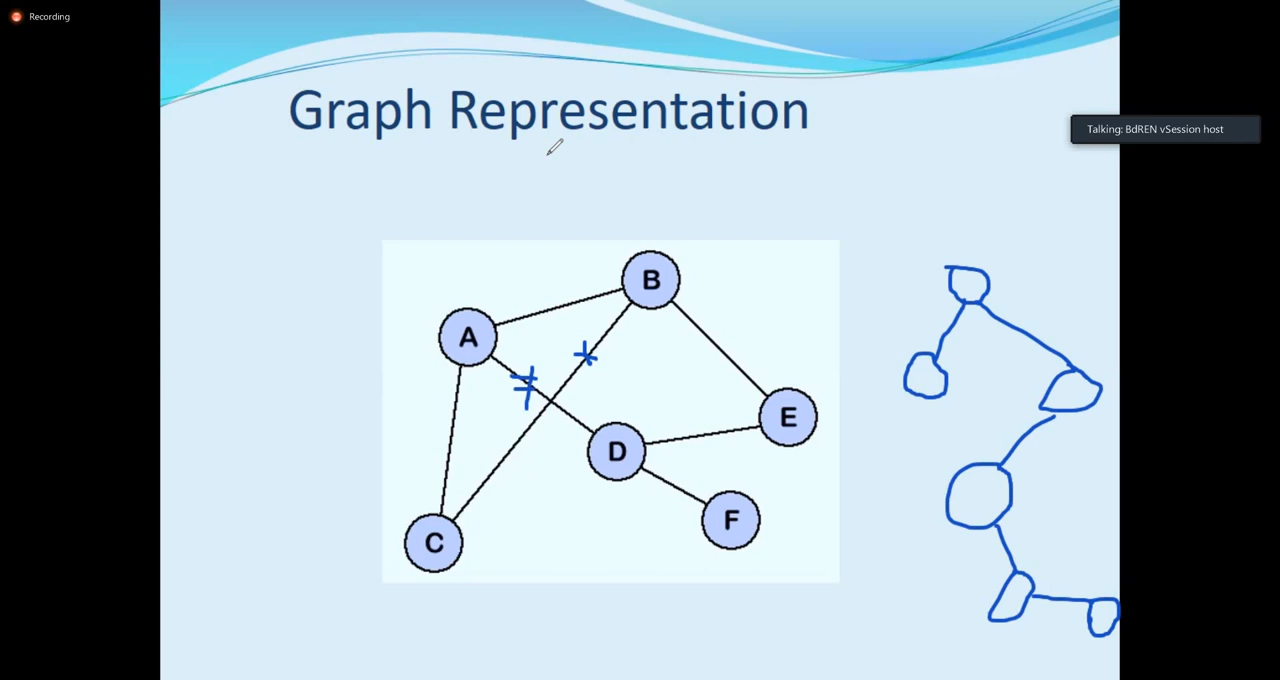 Recording
Graph Representation
Talking: BdREN vSession host
B
A
E
D
F
C